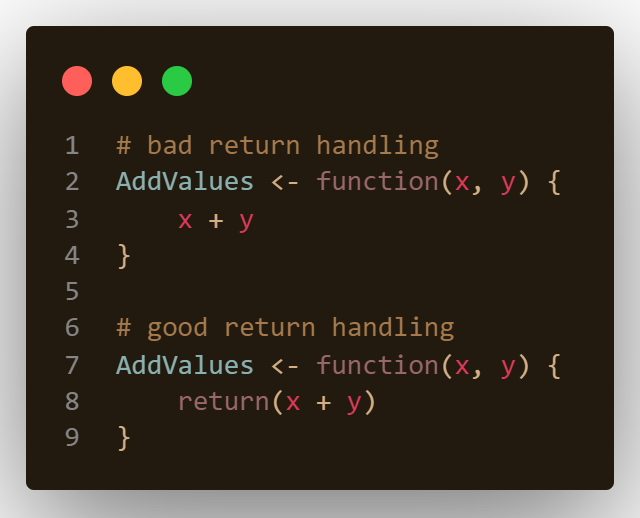 1 # bad return handling
2 AddValues <- function(x, y) {
3     x + y
4 }
5
6 # good return handling
7 AddValues <- function(x, y) {
8     return(x + y)
9 }